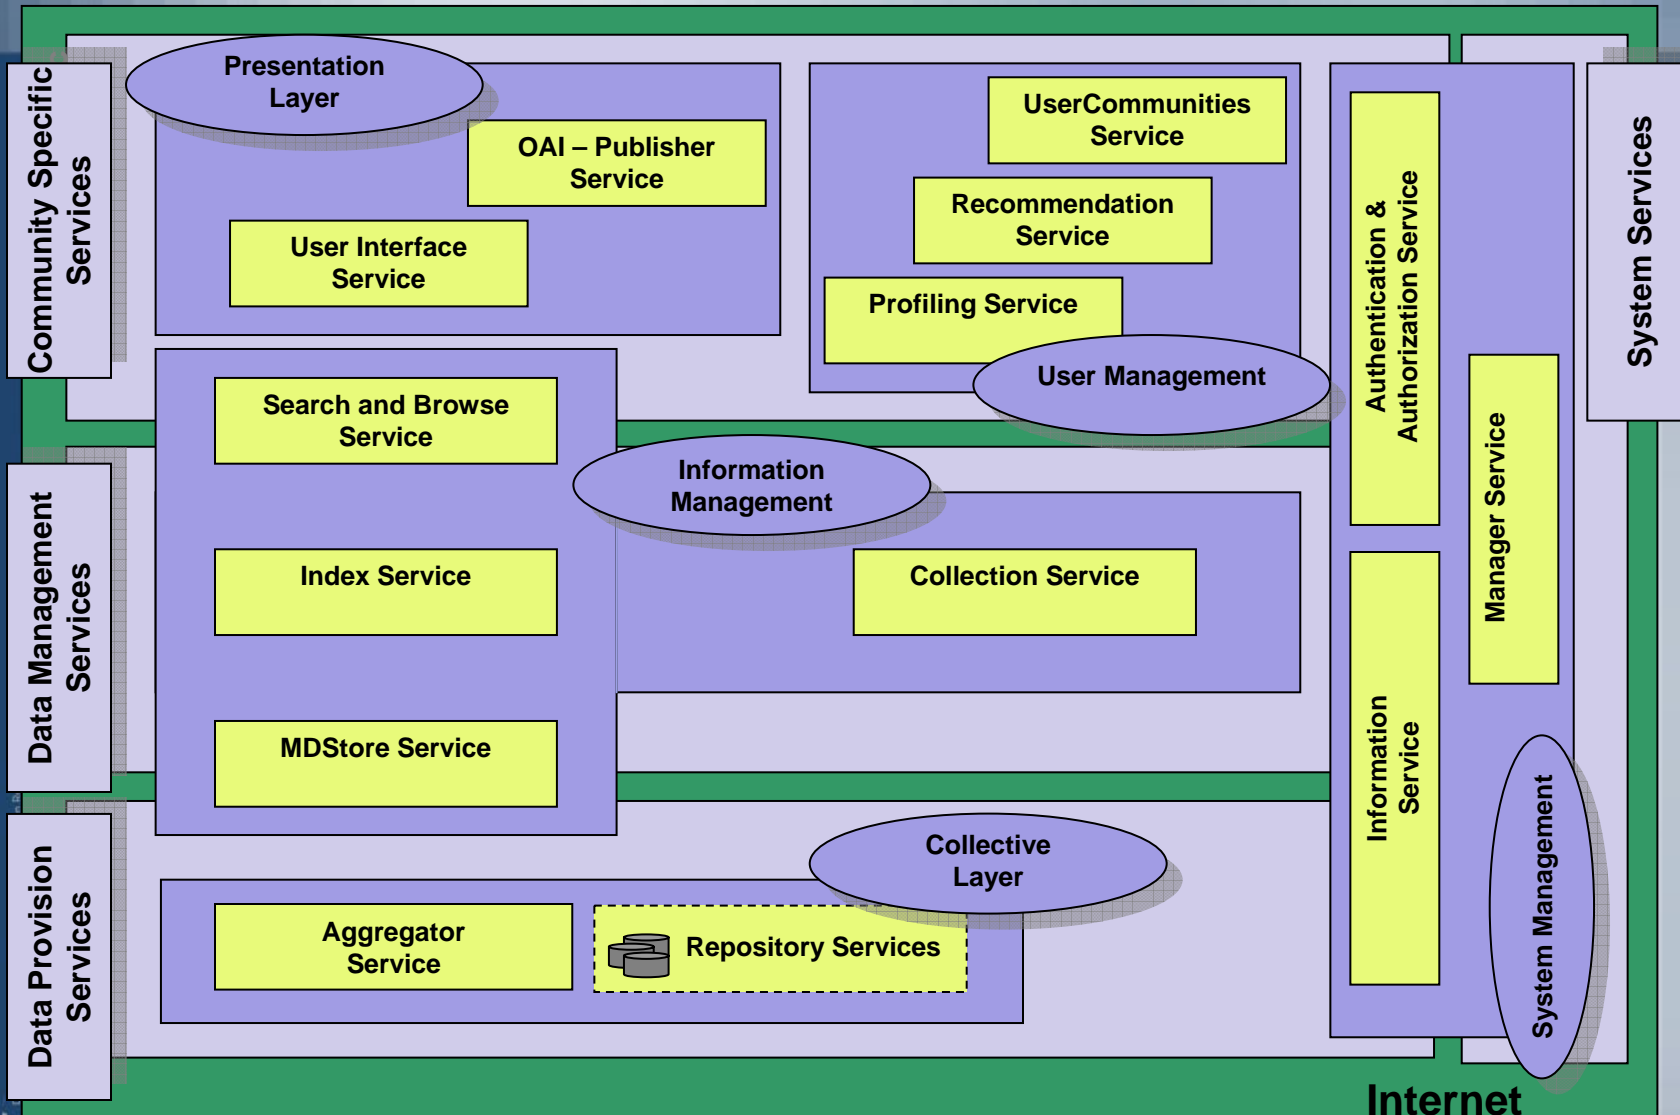 Community Specific
Services
Presentation
Layer
OAI – Publisher
Service
User Interface
Service
UserCommunities
Service
Recommendation
Service
Profiling Service
User Management
Authentication &
Authorization Service
System Services
Manager Service
Search and Browse
Service
Data Management
Services
Information
Management
Index Service
Collection Service
MDStore Service
Information
Service
System Management
Data Provision
Services
Collective
Layer
Aggregator
Service
Repository Services
Internet